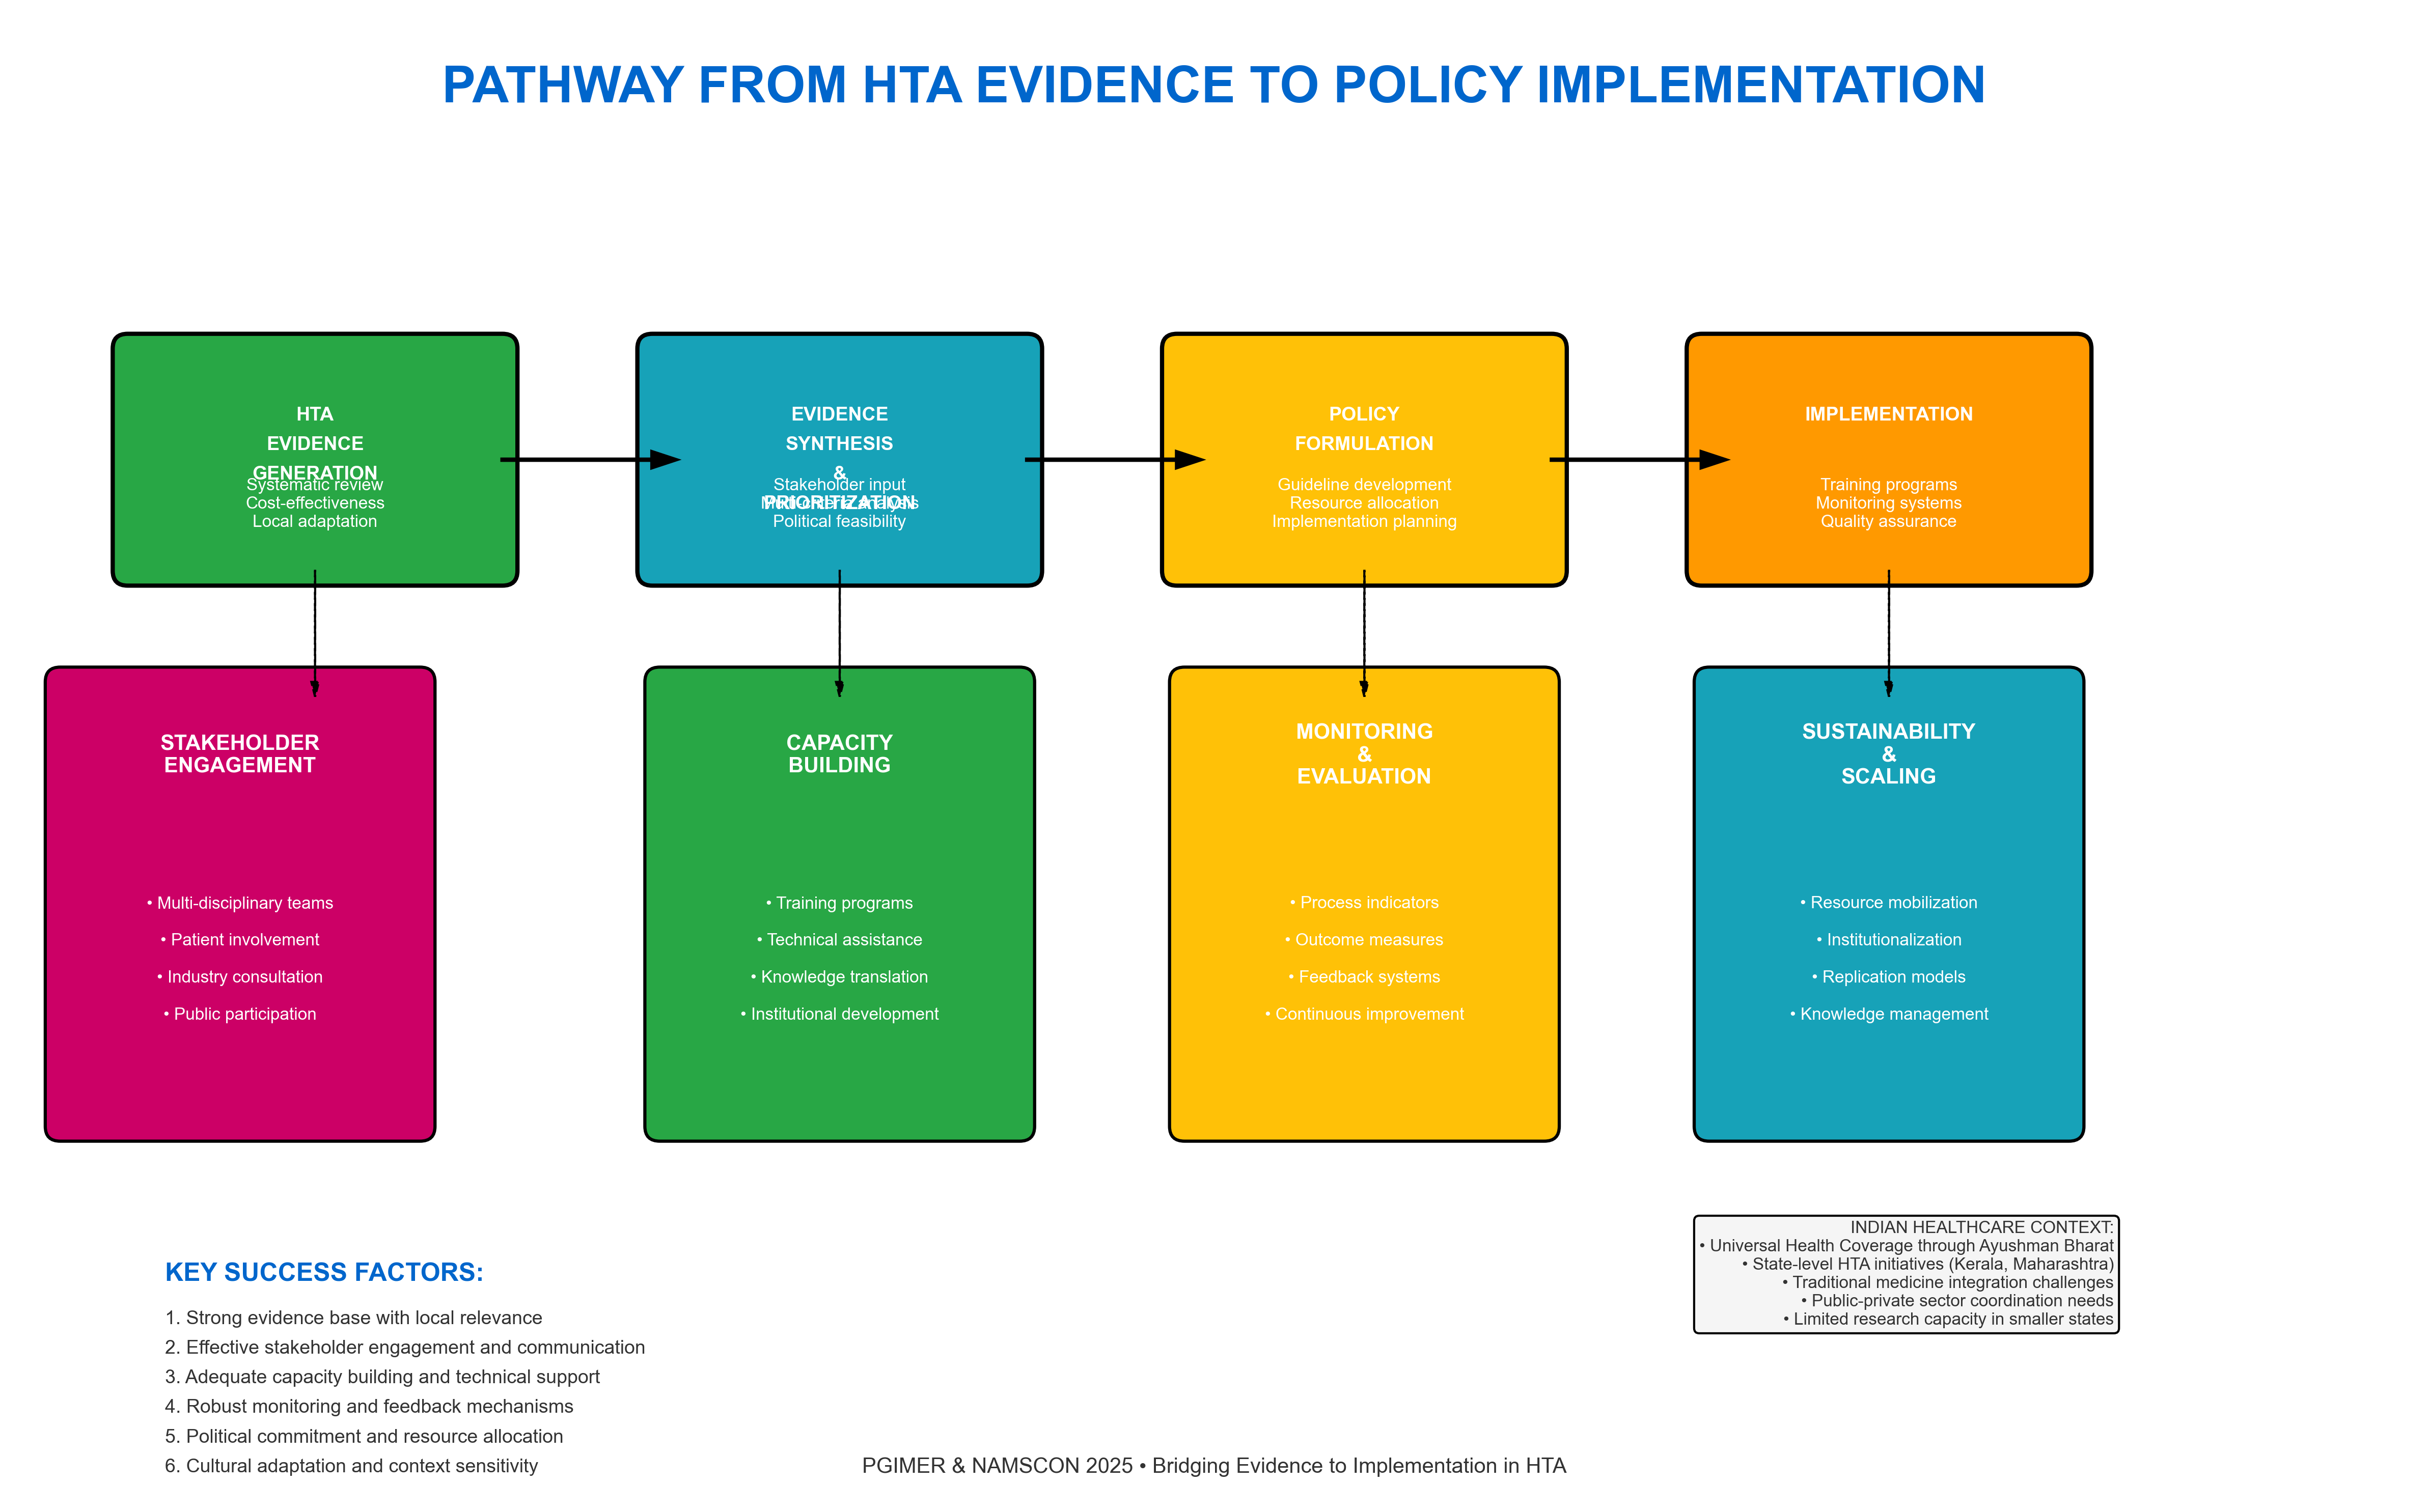 PATHWAY FROM HTA EVIDENCE TO POLICY IMPLEMENTATION
HTA
EVIDENCE
GENERATION
Systematic review
Cost-effectiveness
Local adaptation
EVIDENCE
SYNTHESIS
&
PRIORITIZATION
Stakeholder input
Multi-criteria analysis
Political feasibility
POLICY
FORMULATION
Guideline development
Resource allocation
Implementation planning
IMPLEMENTATION
Training programs
Monitoring systems
Quality assurance
STAKEHOLDER
ENGAGEMENT
• Multi-disciplinary teams
• Patient involvement
• Industry consultation
• Public participation
CAPACITY
BUILDING
• Training programs
• Technical assistance
• Knowledge translation
• Institutional development
MONITORING
&
EVALUATION
• Process indicators
• Outcome measures
• Feedback systems
• Continuous improvement
SUSTAINABILITY
&
SCALING
• Resource mobilization
• Institutionalization
• Replication models
• Knowledge management
KEY SUCCESS FACTORS:
1. Strong evidence base with local relevance
2. Effective stakeholder engagement and communication
3. Adequate capacity building and technical support
4. Robust monitoring and feedback mechanisms
5. Political commitment and resource allocation
6. Cultural adaptation and context sensitivity
INDIAN HEALTHCARE CONTEXT:
• Universal Health Coverage through Ayushman Bharat
• State-level HTA initiatives (Kerala, Maharashtra)
• Traditional medicine integration challenges
• Public-private sector coordination needs
• Limited research capacity in smaller states
PGIMER & NAMSCON 2025 • Bridging Evidence to Implementation in HTA